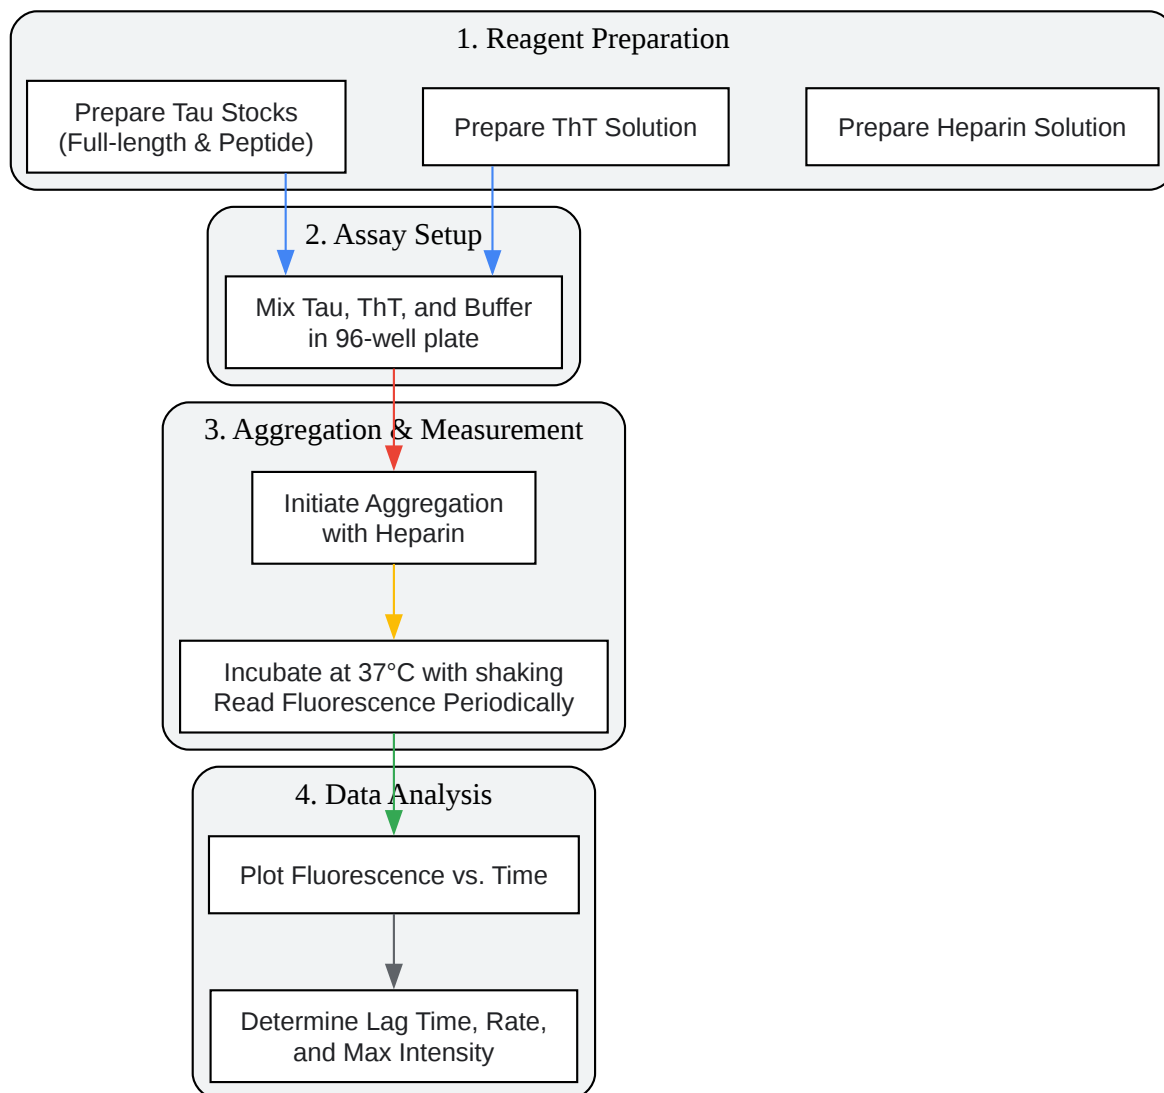 1. Reagent Preparation
Prepare Tau Stocks
(Full-length & Peptide)
Prepare ThT Solution
Prepare Heparin Solution
2. Assay Setup
Mix Tau, ThT, and Buffer
in 96-well plate
3. Aggregation & Measurement
Initiate Aggregation
with Heparin
Incubate at 37°C with shaking
Read Fluorescence Periodically
4. Data Analysis
Plot Fluorescence vs. Time
Determine Lag Time, Rate,
and Max Intensity